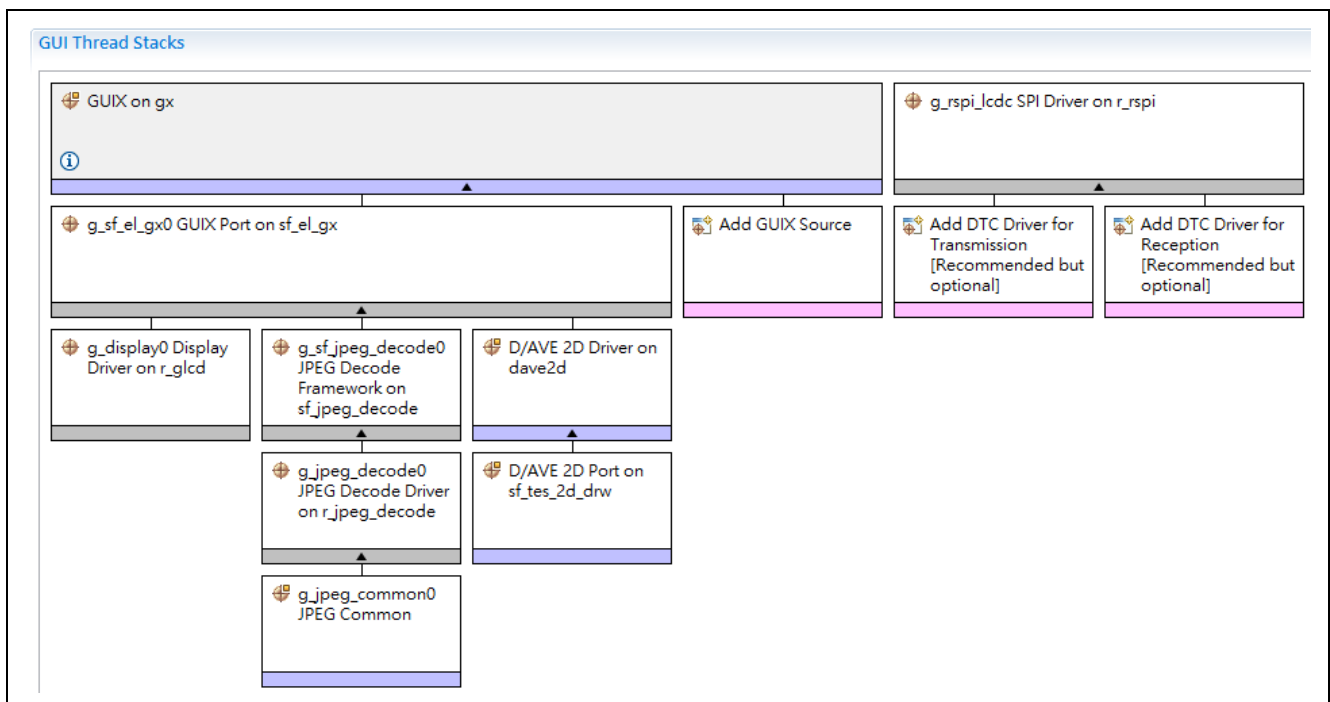 GUI Thread Stacks
GUIX on gx
g_rspi_lcdc SPI Driver on r_rspi
g_sf_el_gx0 GUIX Port on sf_el_gx
Add GUIX Source
Add DTC Driver for
Transmission
[Recommended but
optional]
Add DTC Driver for
Reception
[Recommended but
optional]
g_display0 Display
Driver on r_glcd
g_sf_jpeg_decode0
JPEG Decode
Framework on
sf_jpeg_decode
D/AVE 2D Driver on
dave2d
g_jpeg_decode0
JPEG Decode Driver
on r_jpeg_decode
D/AVE 2D Port on
sf_tes_2d_drw
g_jpeg_common0
JPEG Common